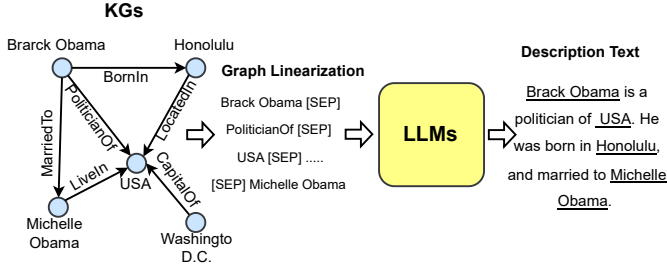 KGs
Brarck Obama
Honolulu
BornIn
PoliticianOf
LocatedIn
MarriedTo
LiveIn
USA
CapitalOf
Michelle
Obama
Washingto
D.C.
Graph Linearization
Brack Obama [SEP]
PoliticianOf [SEP]
USA [SEP] .....
[SEP] Michelle Obama
LLMs
Description Text
Brack Obama is a
politician of USA. He
was born in Honolulu,
and married to Michelle
Obama.